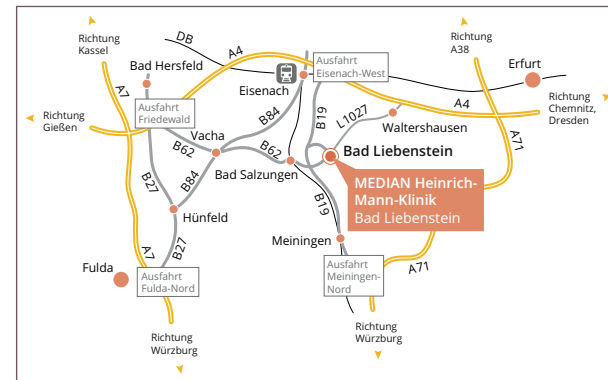 Richtung
Kassel
DB
A4
Richtung
A38
Bad Hersfeld
Ausfahrt
Eisenach-West
Erfurt
A7
Eisenach
Ausfahrt
Friedewald
B84
B19
L1027
A4
Richtung
Chemnitz,
Dresden
Richtung
Gießen
Waltershausen
A71
Vacha
B62
B62
Bad Liebenstein
Bad Salzungen
B27
B84
MEDIAN Heinrich-
Mann-Klinik
Bad Liebenstein
B19
Hünfeld
Meiningen
A7
B27
Fulda
Ausfahrt
Fulda-Nord
Ausfahrt
Meiningen-
Nord
A71
Richtung
Würzburg
Richtung
Würzburg